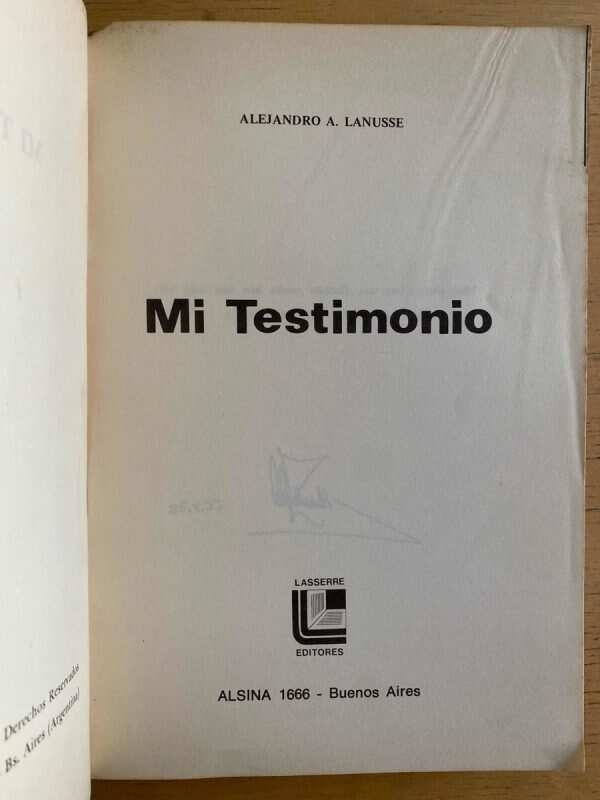 ALEJANDRO A. LANUSSE
Mi Testimonio
LASSERRE
EDITORES
ALSINA 1666 - Buenos Aires
Derechos Reservados
Bs. Aires (Argentina)